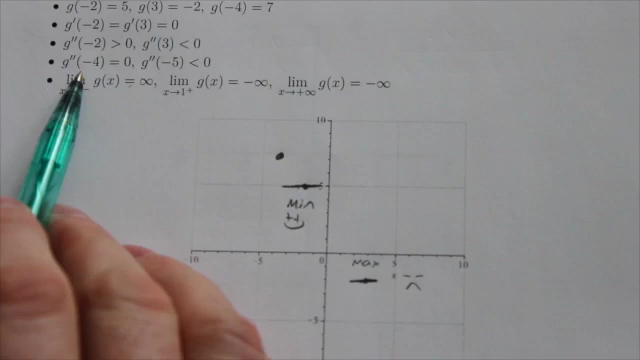 • g(−2) = 5, g(3) = −2, g(−4) = 7
• g′(−2) = g′(3) = 0
• g″(−2) > 0, g″(3) < 0
• g″(−4) = 0, g″(−5) < 0
• lim g(x) = ∞, lim x→1⁺ g(x) = −∞, lim x→+∞ g(x) = −∞
10
5
Min
-10 -5 0 5 10
Max
-5